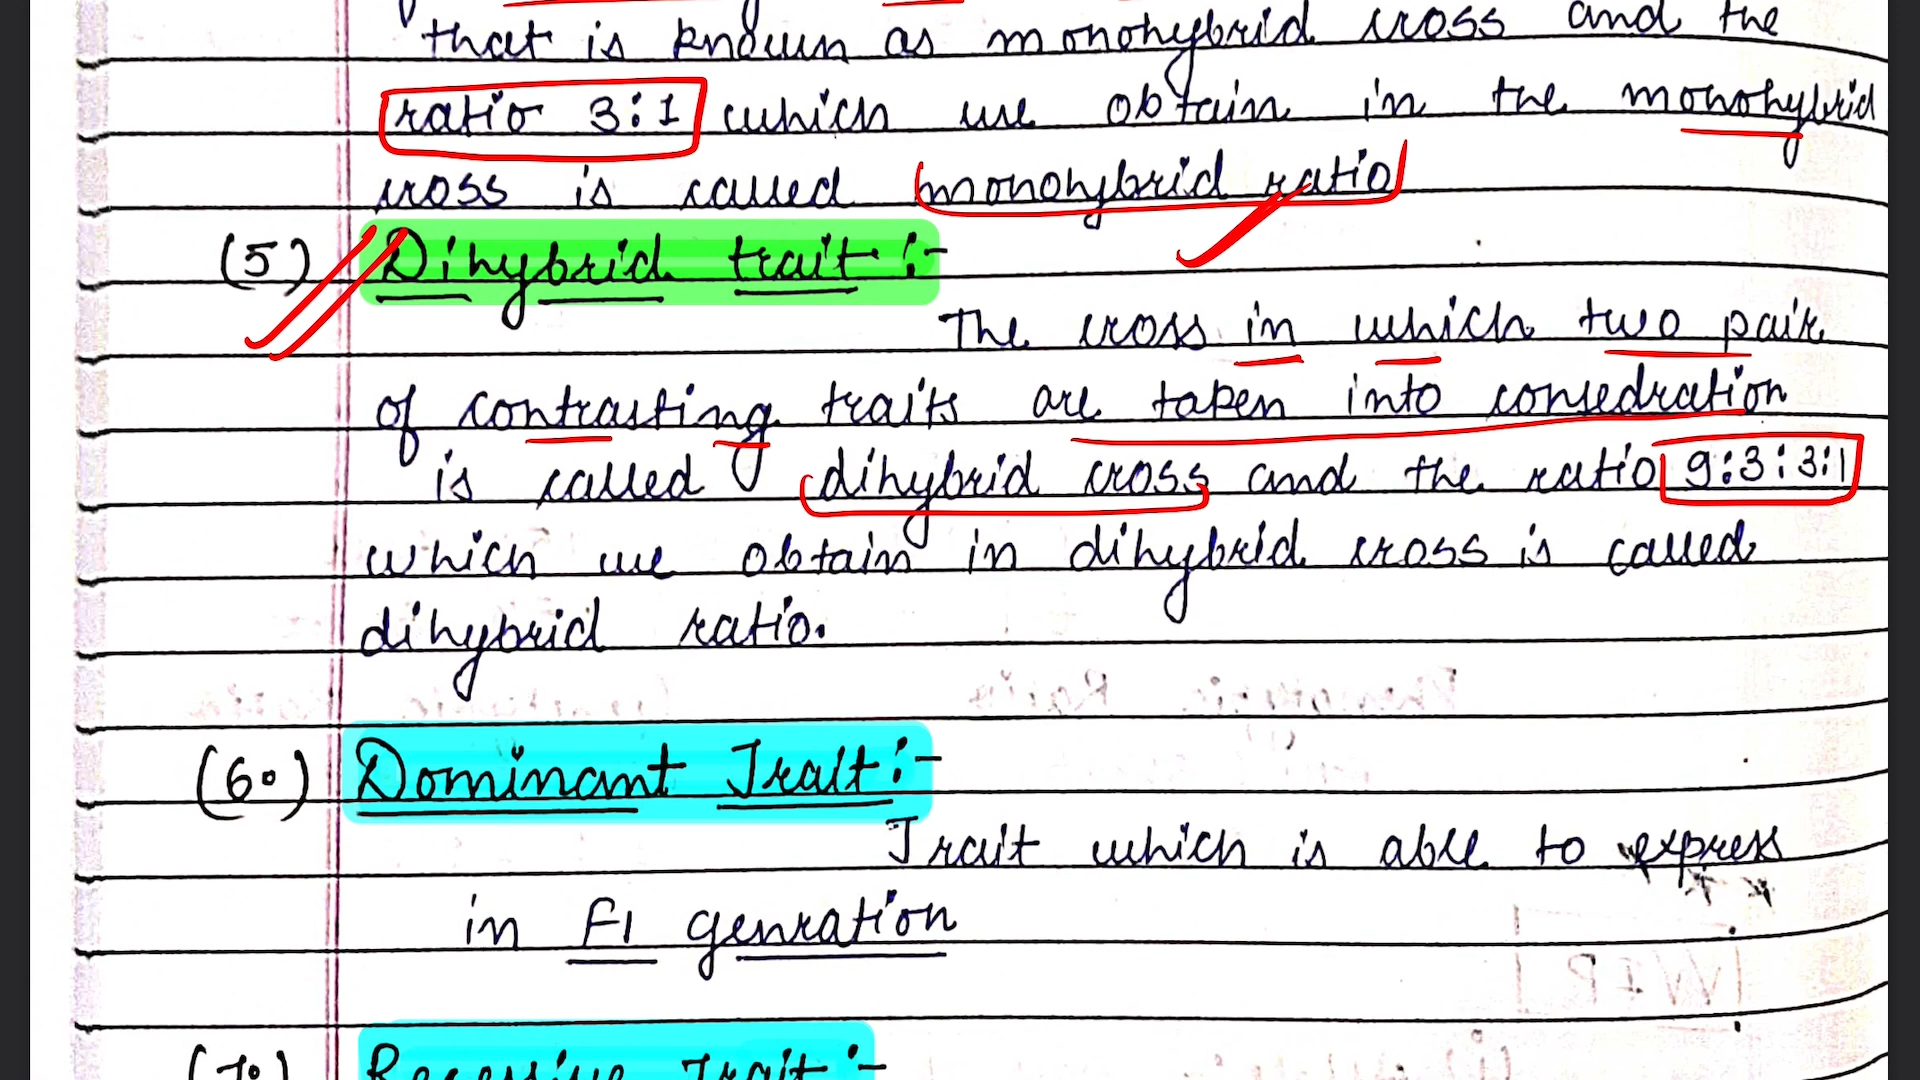 that is known as monohybrid cross and the
ratio 3:1 which we obtain in the monohybrid
cross is called monohybrid ratio
(5) Dihybrid trait :-
The cross in which two pair
of contrasting traits are taken into consedration
is called dihybrid cross and the ratio 9:3:3:1
which we obtain in dihybrid cross is called
dihybrid ratio.
(6.) Dominant Trait :-
Trait which is able to express
in F1 genration
(7.) Recessive Trait :-